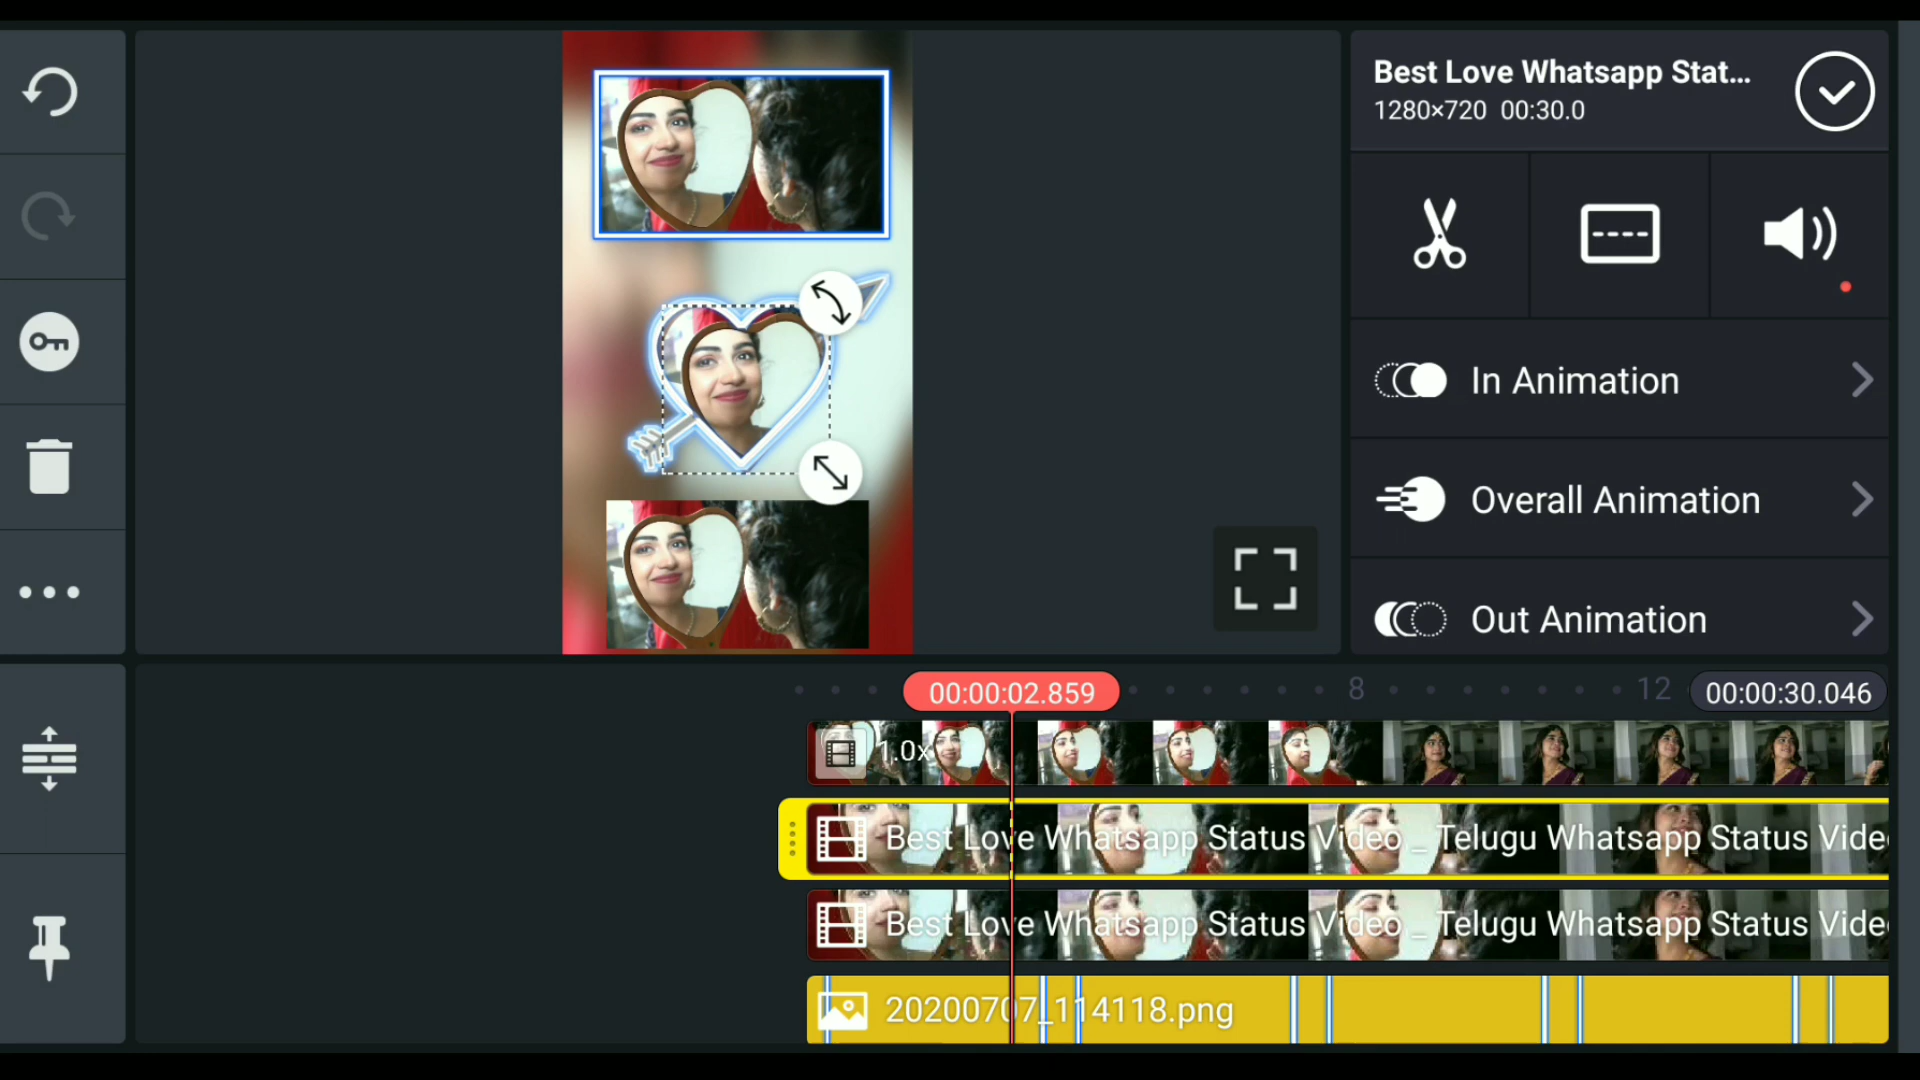 Best Love Whatsapp Stat...
1280×720 00:30.0
In Animation
Overall Animation
Out Animation
00:00:02.859
8
12
00:00:30.046
1.0x
Best Love Whatsapp Status Video _ Telugu Whatsapp Status Vide
Best Love Whatsapp Status Video _ Telugu Whatsapp Status Vide
20200707_114118.png